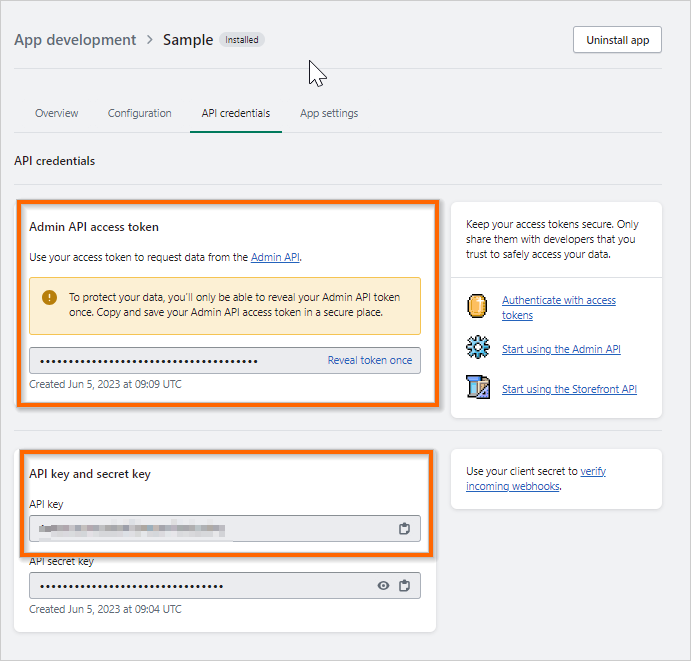 App development > Sample Installed
Uninstall app
Overview Configuration API credentials App settings
API credentials
Admin API access token
Use your access token to request data from the Admin API.
To protect your data, you'll only be able to reveal your Admin API token
once. Copy and save your Admin API access token in a secure place.
•••••••••••••••••••••••••••••••••••• Reveal token once
Created Jun 5, 2023 at 09:09 UTC
Keep your access tokens secure. Only
share them with developers that you
trust to safely access your data.
Authenticate with access
tokens
Start using the Admin API
Start using the Storefront API
API key and secret key
API key
API secret key
••••••••••••••••••••••••••••••
Created Jun 5, 2023 at 09:04 UTC
Use your client secret to verify
incoming webhooks.